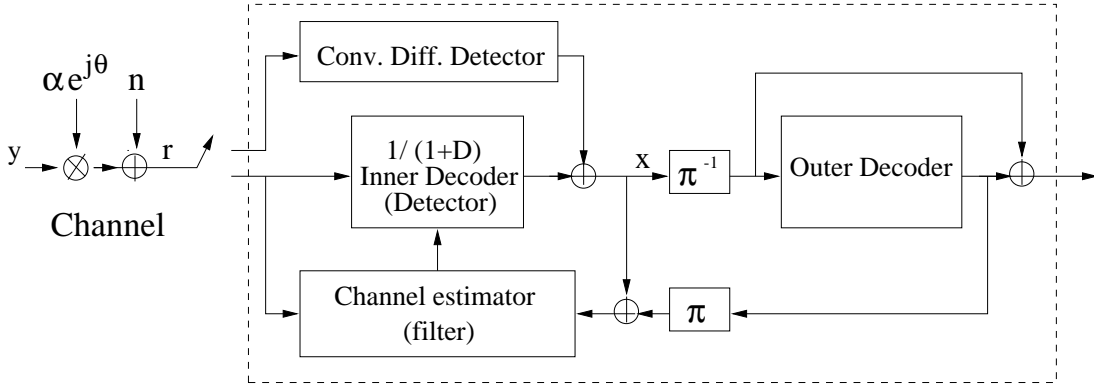 Conv. Diff. Detector
αe^jθ
n
y
r
Channel
1/ (1+D)
Inner Decoder
(Detector)
x
π^-1
Outer Decoder
Channel estimator
(filter)
π